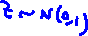 z ~ N(0,1)